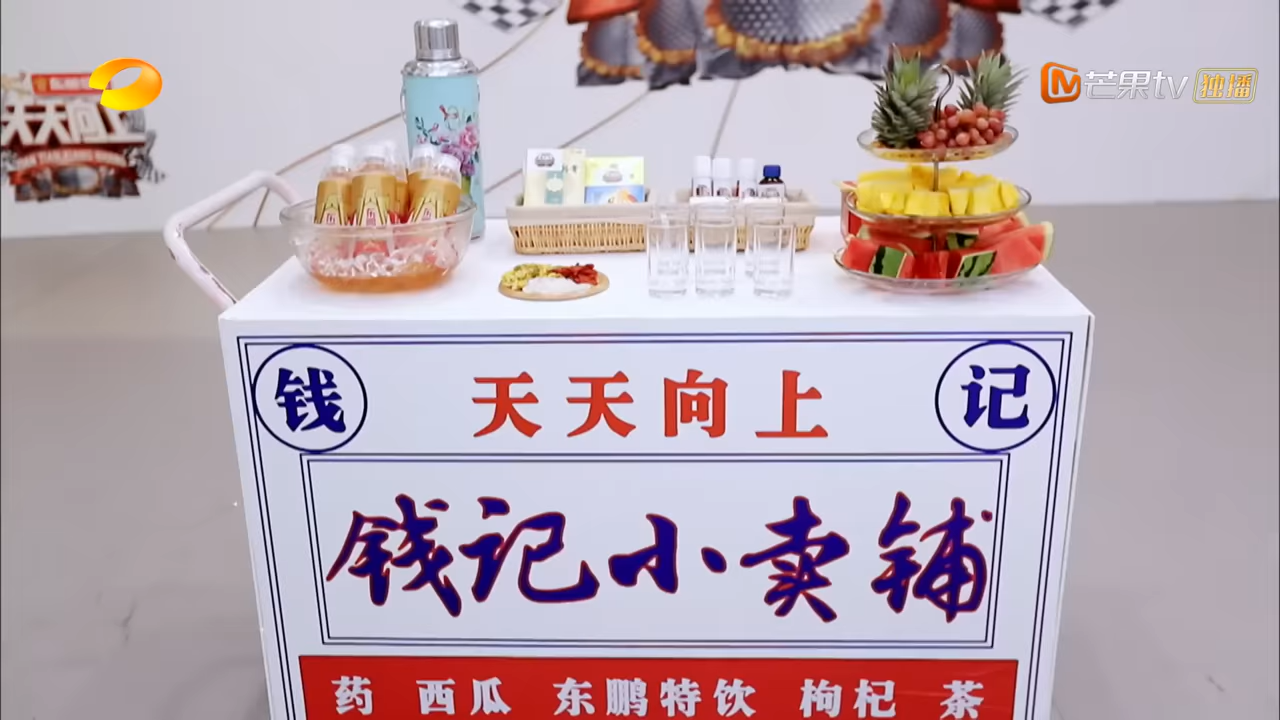 芒果tv 独播
天天向上
钱 天天向上 记
钱记小卖铺
药 西瓜 东鹏特饮 枸杞 茶